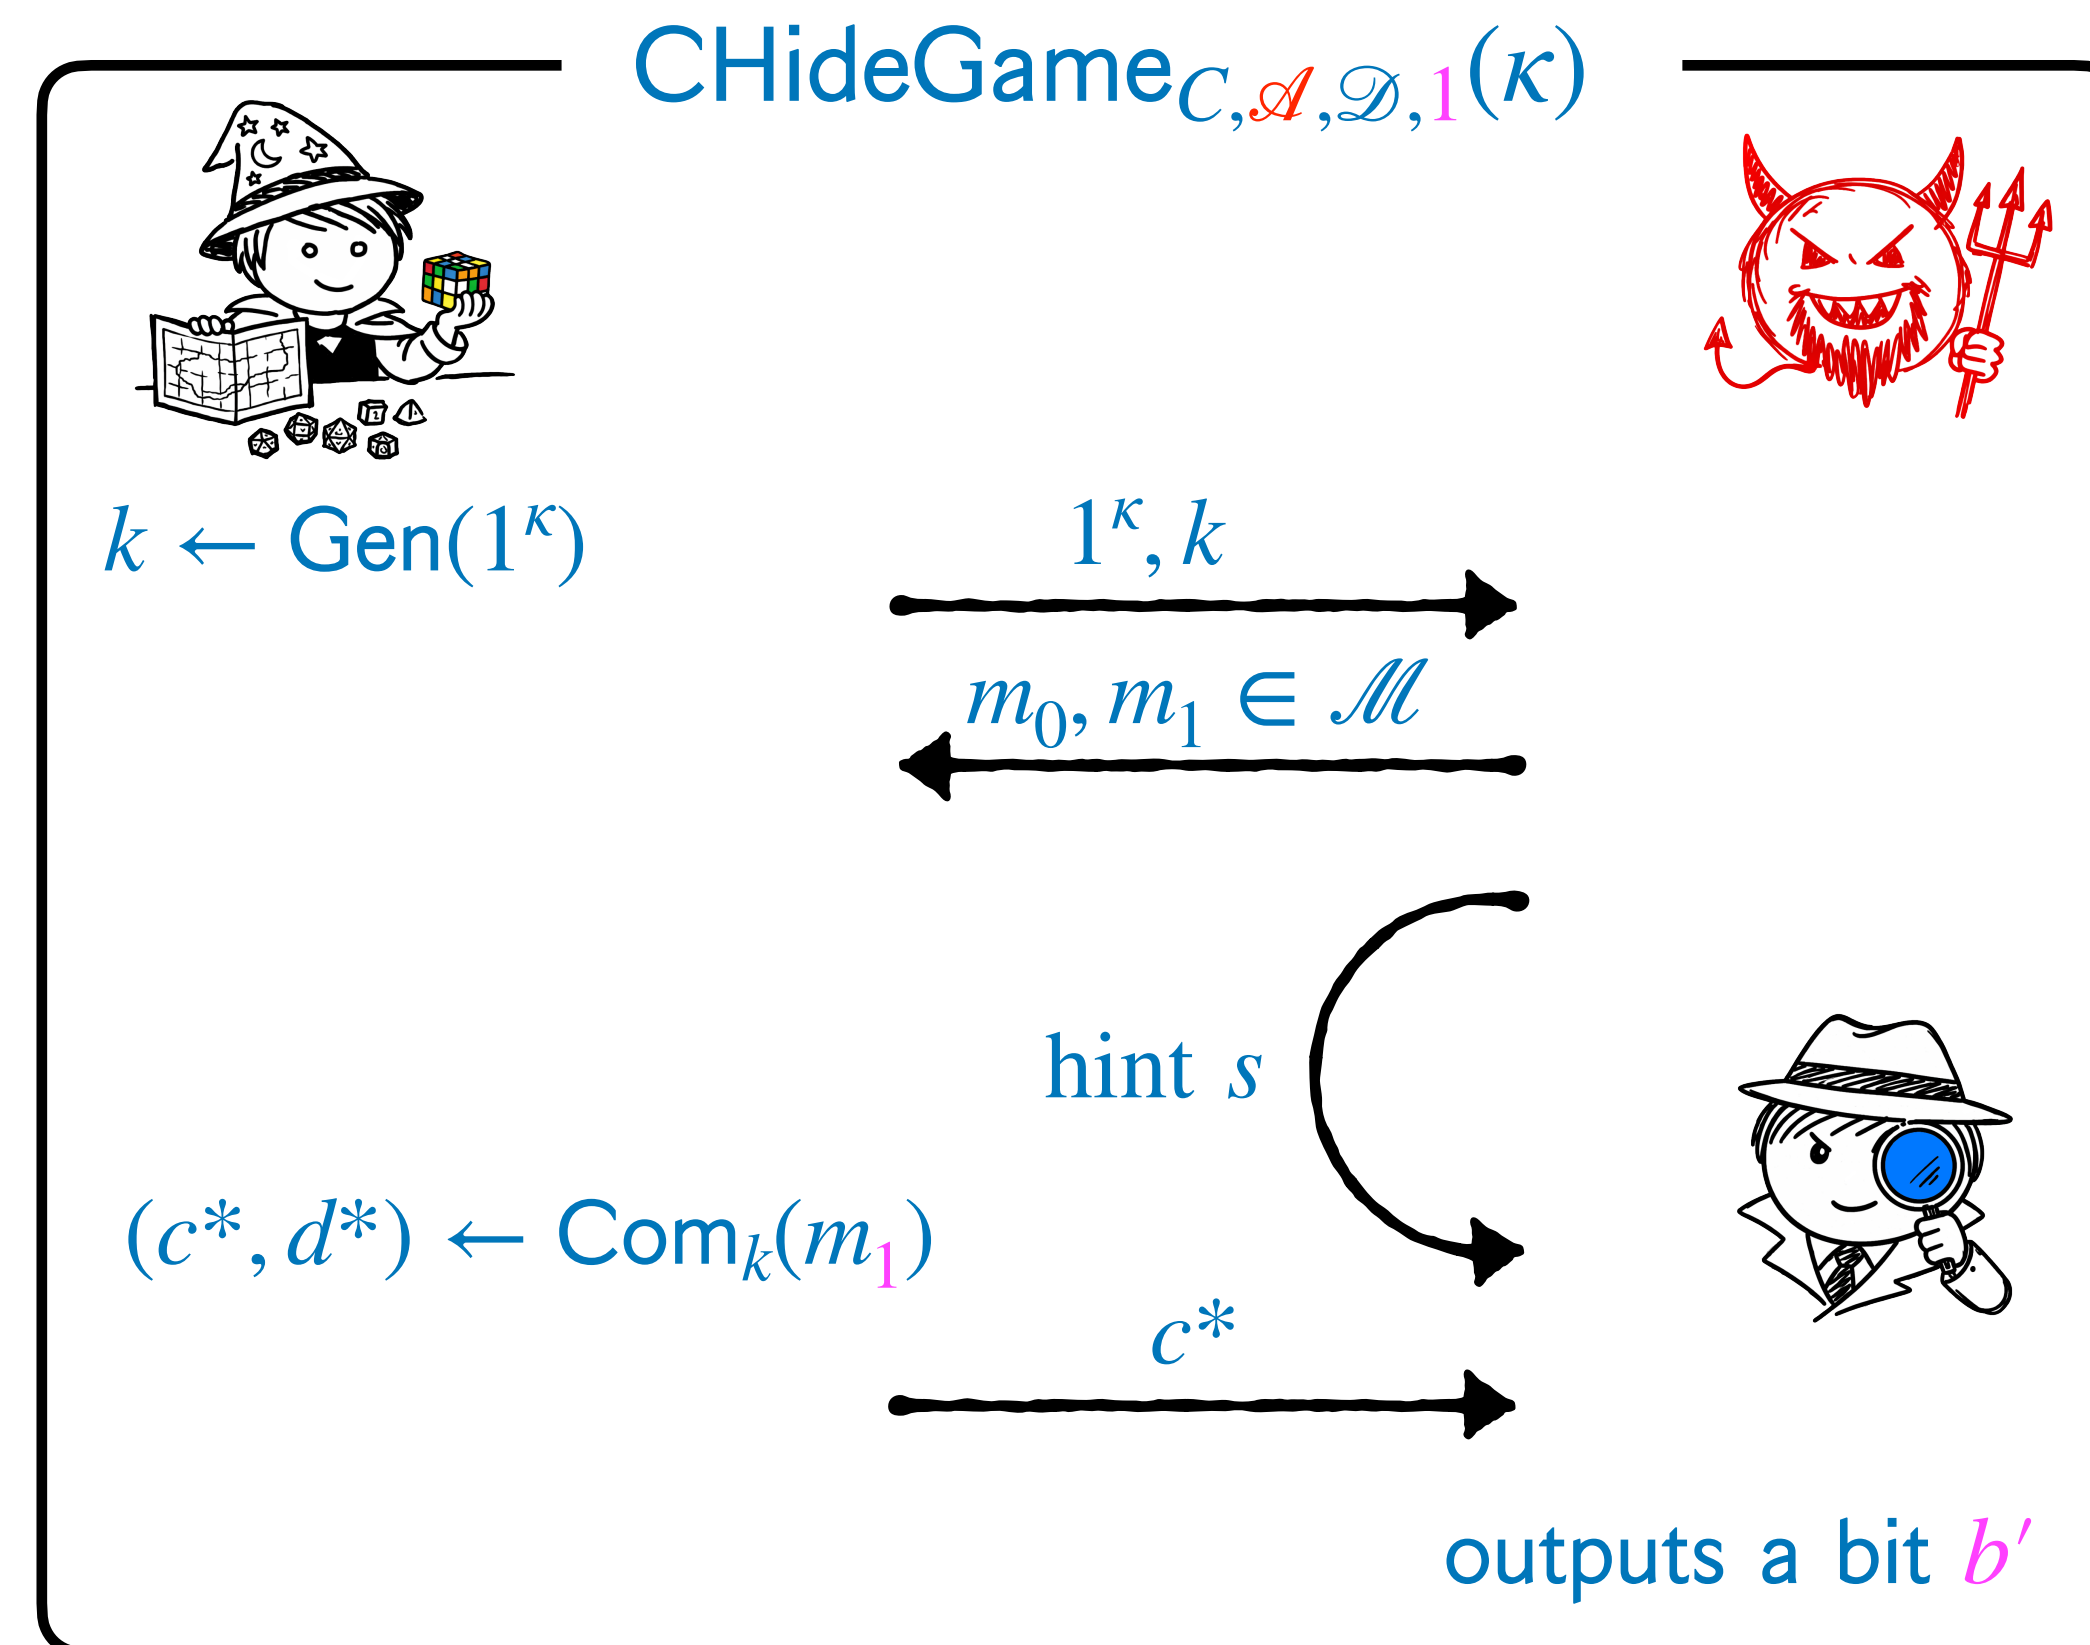 CHideGame_{C,𝒜,𝒟,1}(κ)
k ← Gen(1^κ)
1^κ, k
m_0, m_1 ∈ ℳ
hint s
(c*, d*) ← Com_k(m_1)
c*
outputs a bit b′